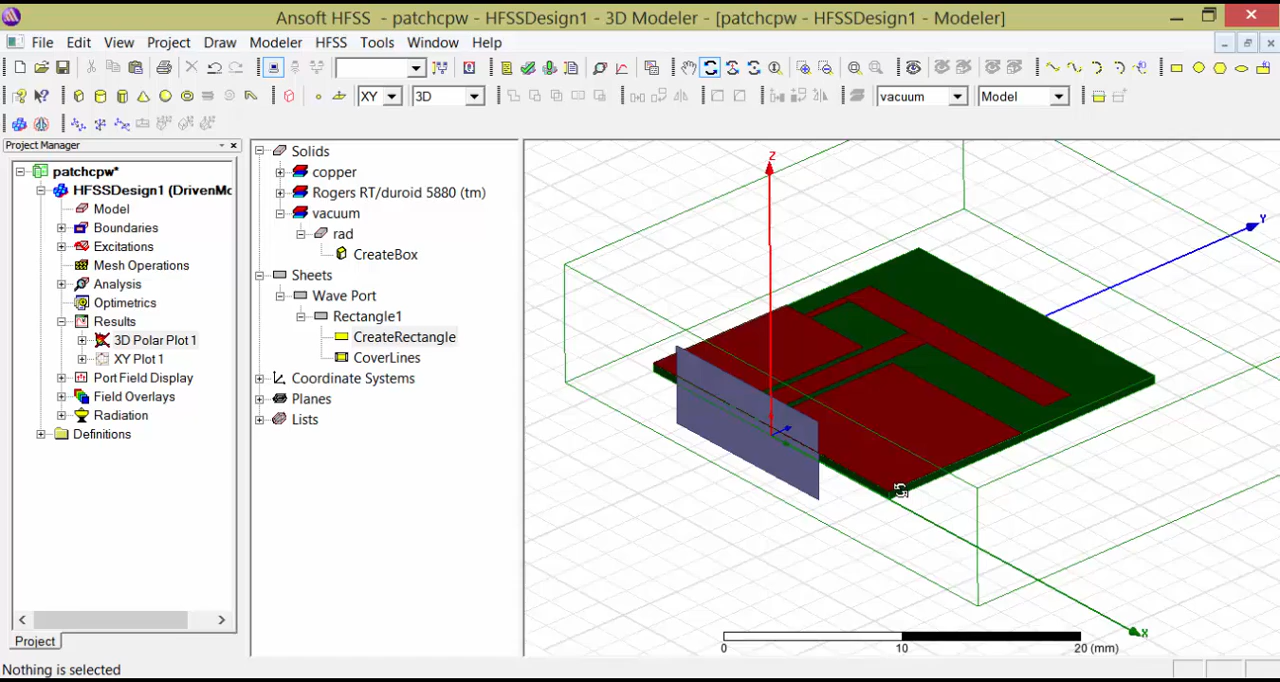 Ansoft HFSS - patchcpw - HFSSDesign1 - 3D Modeler - [patchcpw - HFSSDesign1 - Modeler]
File Edit View Project Draw Modeler HFSS Tools Window Help
XY 3D vacuum Model
Project Manager
patchcpw*
HFSSDesign1 (DrivenMo
Model
Boundaries
Excitations
Mesh Operations
Analysis
Optimetrics
Results
3D Polar Plot 1
XY Plot 1
Port Field Display
Field Overlays
Radiation
Definitions
Project
Solids
copper
Rogers RT/duroid 5880 (tm)
vacuum
rad
CreateBox
Sheets
Wave Port
Rectangle1
CreateRectangle
CoverLines
Coordinate Systems
Planes
Lists
Z
Y
X
0 10 20 (mm)
Nothing is selected